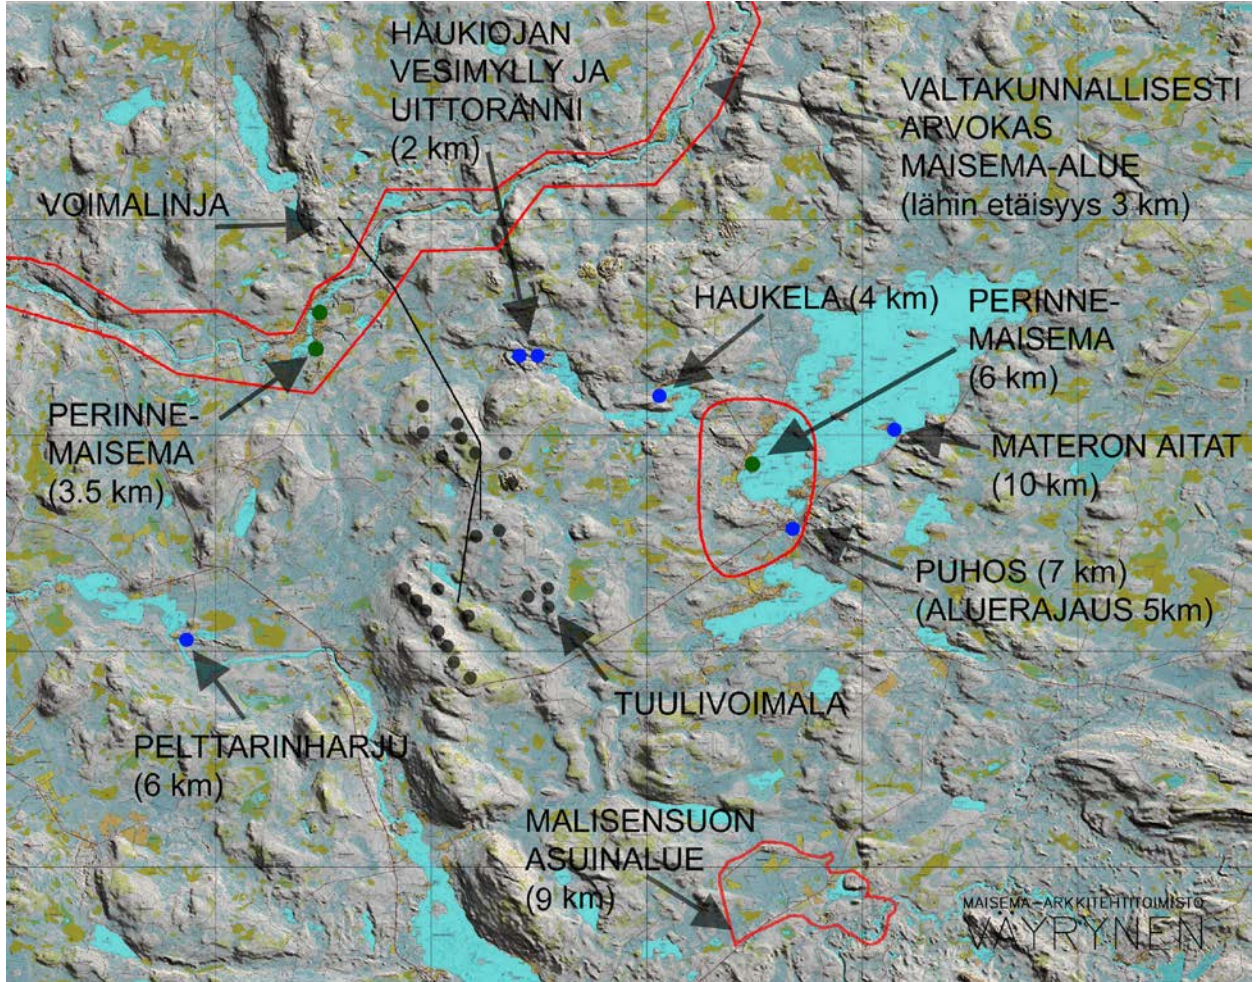 HAUKIOJAN
VESIMYLLY JA
UITTORÄNNI
(2 km)
VALTAKUNNALLISESTI
ARVOKAS
MAISEMA-ALUE
(lähin etäisyys 3 km)
VOIMALINJA
HAUKELA (4 km)
PERINNE-
MAISEMA
(6 km)
PERINNE-
MAISEMA
(3.5 km)
MATERON AITAT
(10 km)
PUHOS (7 km)
(ALUERAJAUS 5km)
TUULIVOIMALA
PELTTARINHARJU
(6 km)
MALISENSUON
ASUINALUE
(9 km)
MAISEMA-ARKKITEHTITOIMISTO
VÄYRYNEN